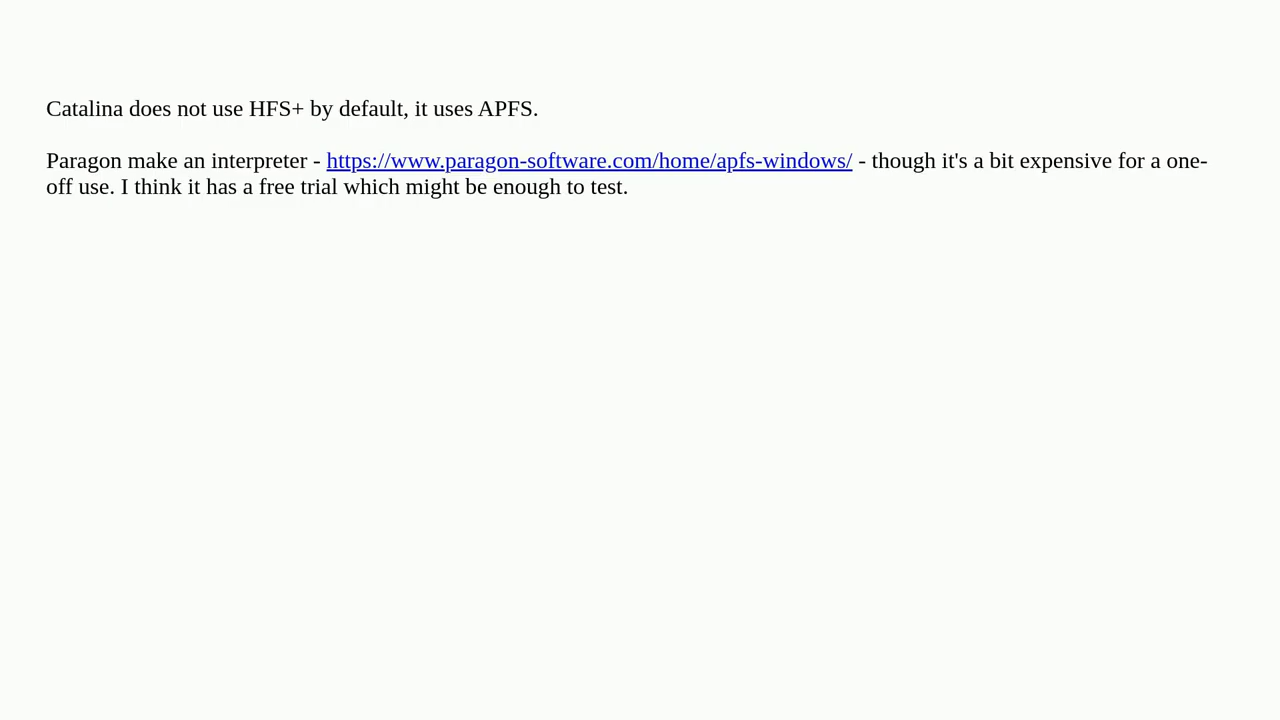 Catalina does not use HFS+ by default, it uses APFS.
Paragon make an interpreter - https://www.paragon-software.com/home/apfs-windows/ - though it's a bit expensive for a one-
off use. I think it has a free trial which might be enough to test.